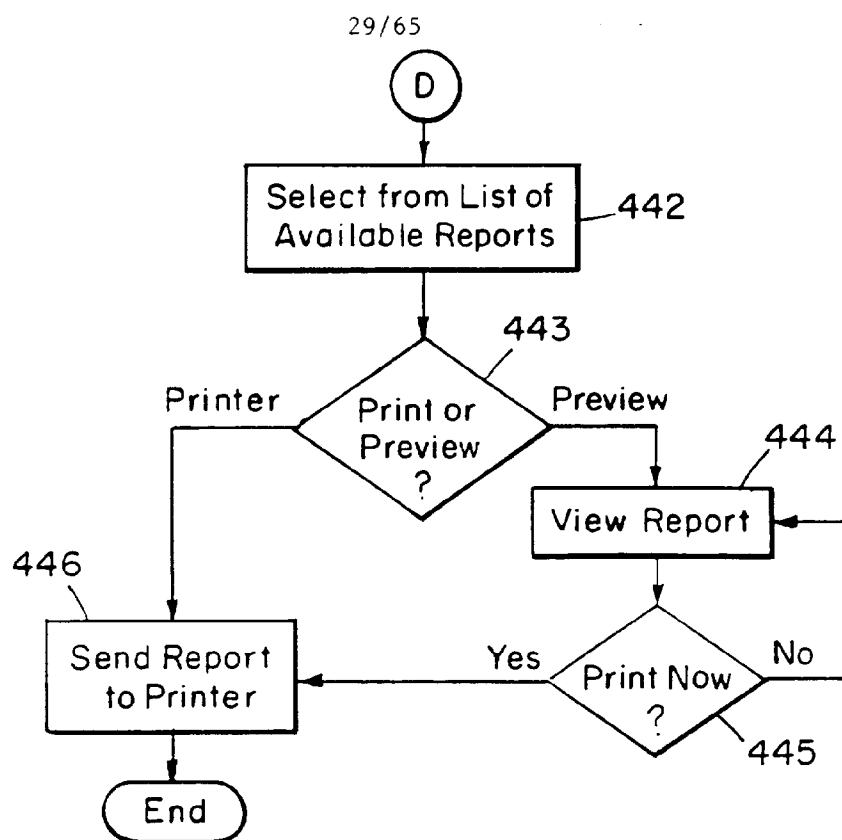 29/65
D
Select from List of
Available Reports
442
443
Printer
Print or
Preview
?
Preview
444
View Report
446
Send Report
to Printer
Yes
Print Now
?
No
445
End